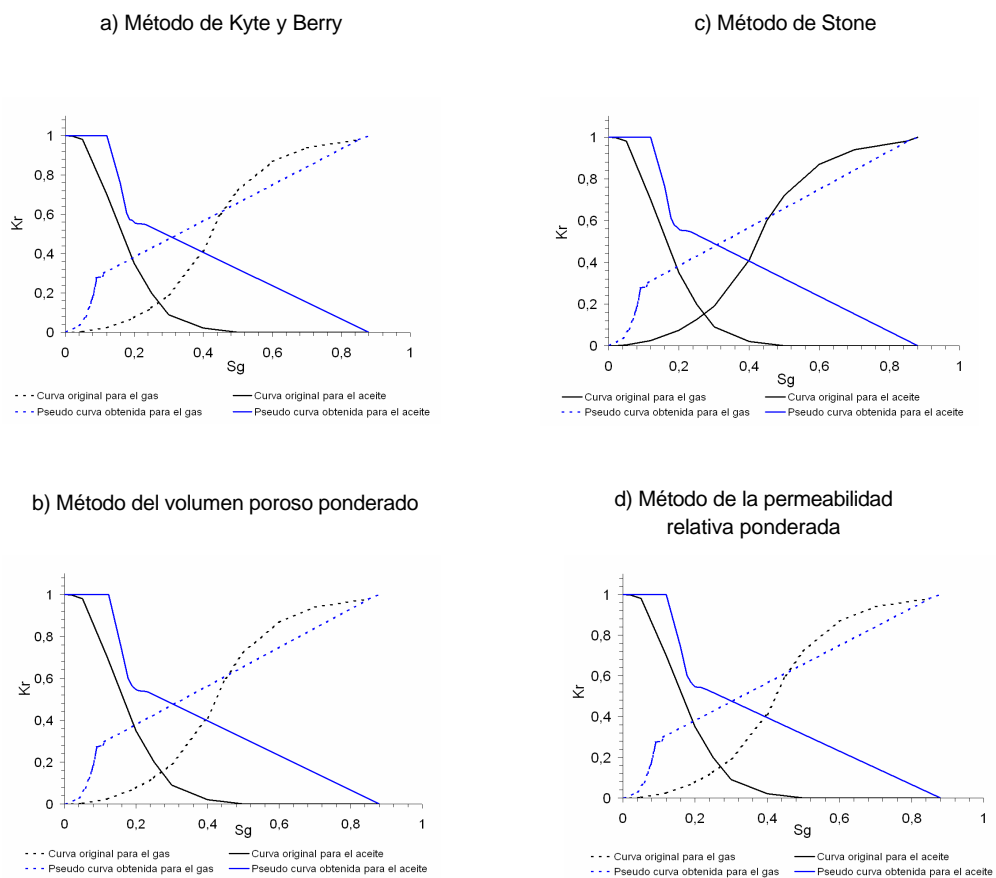 a) Método de Kyte y Berry
1
0,8
0,6
0,4
0,2
0
Kr
0 0,2 0,4 0,6 0,8 1
Sg
Curva original para el gas Curva original para el aceite
Pseudo curva obtenida para el gas Pseudo curva obtenida para el aceite
c) Método de Stone
1
0,8
0,6
0,4
0,2
0
Kr
0 0,2 0,4 0,6 0,8 1
Sg
Curva original para el gas Curva original para el aceite
Pseudo curva obtenida para el gas Pseudo curva obtenida para el aceite
b) Método del volumen poroso ponderado
1
0,8
0,6
0,4
0,2
0
Kr
0 0,2 0,4 0,6 0,8 1
Sg
Curva original para el gas Curva original para el aceite
Pseudo curva obtenida para el gas Pseudo curva obtenida para el aceite
d) Método de la permeabilidad
relativa ponderada
1
0,8
0,6
0,4
0,2
0
Kr
0 0,2 0,4 0,6 0,8 1
Sg
Curva original para el gas Curva original para el aceite
Pseudo curva obtenida para el gas Pseudo curva obtenida para el aceite